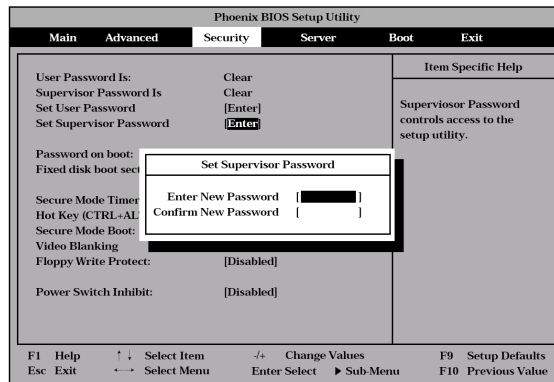 Phoenix BIOS Setup Utility
Main Advanced Security Server Boot Exit
Item Specific Help
User Password Is: Clear
Supervisor Password Is Clear
Set User Password [Enter]
Set Supervisor Password [Enter]
Superviosor Password
controls access to the
setup utility.
Password on boot:
Fixed disk boot sect
Set Supervisor Password
Enter New Password [ ]
Confirm New Password [ ]
Secure Mode Timer
Hot Key (CTRL+AL
Secure Mode Boot:
Video Blanking
Floppy Write Protect: [Disabled]
Power Switch Inhibit: [Disabled]
F1 Help ↑ ↓ Select Item -/+ Change Values F9 Setup Defaults
Esc Exit ←→ Select Menu Enter Select ▶ Sub-Menu F10 Previous Value